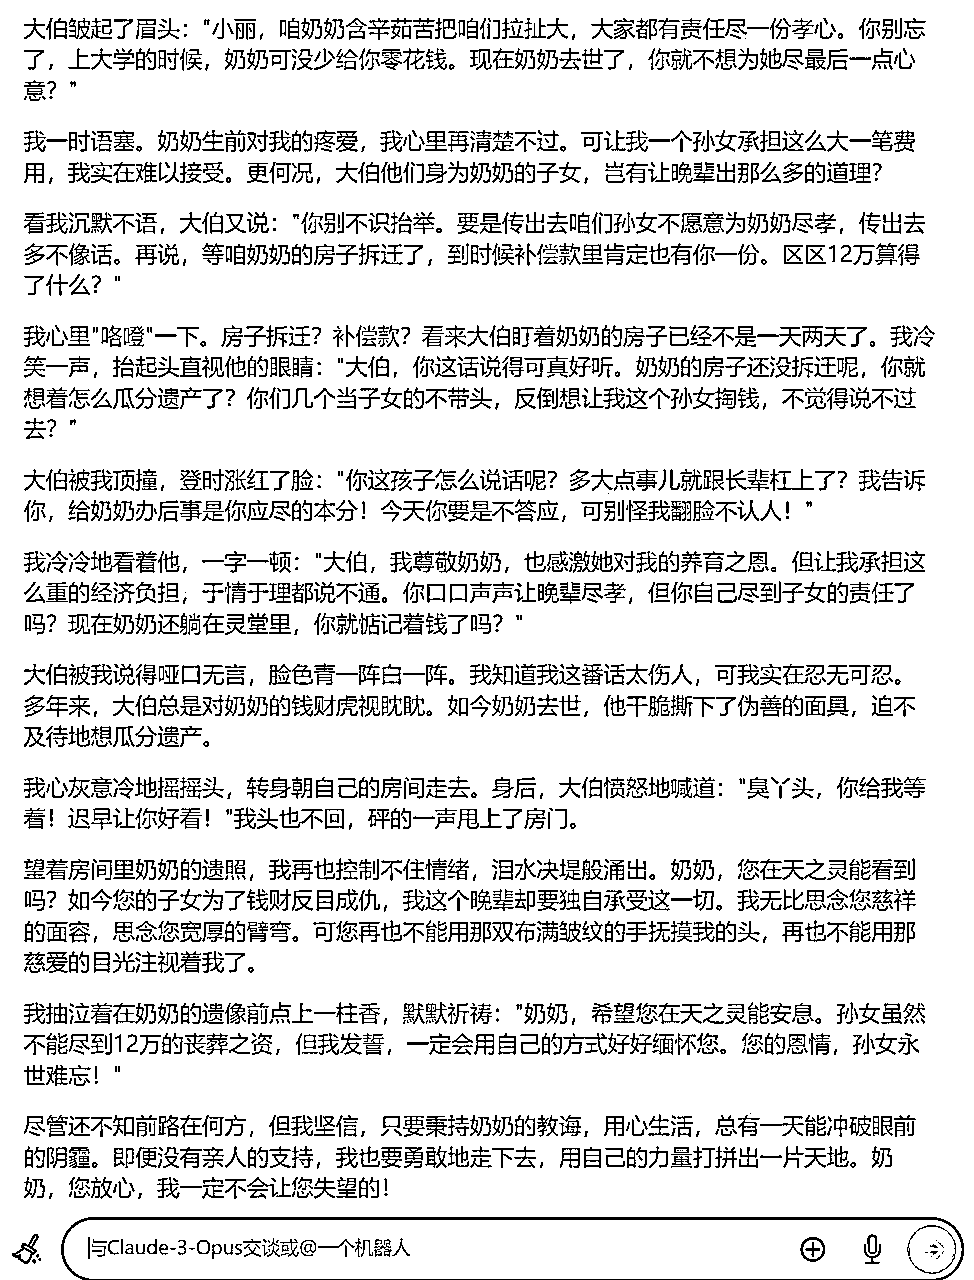 大伯皱起了眉头："小丽，咱奶奶含辛茹苦把咱们拉扯大，大家都有责任尽一份孝心。你别忘
了，上大学的时候，奶奶可没少给你零花钱。现在奶奶去世了，你就不想为她尽最后一点心
意？"
我一时语塞。奶奶生前对我的疼爱，我心里再清楚不过。可让我一个孙女承担这么大一笔费
用，我实在难以接受。更何况，大伯他们身为奶奶的子女，岂有让晚辈出那么多的道理？
看我沉默不语，大伯又说："你别不识抬举。要是传出去咱们孙女不愿意为奶奶尽孝，传出去
多不像话。再说，等咱奶奶的房子拆迁了，到时候补偿款里肯定也有你一份。区区12万算得
了什么？"
我心里"咯噔"一下。房子拆迁？补偿款？看来大伯盯着奶奶的房子已经不是一天两天了。我冷
笑一声，抬起头直视他的眼睛："大伯，你这话说得可真好听。奶奶的房子还没拆迁呢，你就
想着怎么瓜分遗产了？你们几个当子女的不带头，反倒想让我这个孙女掏钱，不觉得说不过
去？"
大伯被我顶撞，登时涨红了脸："你这孩子怎么说话呢？多大点事儿就跟长辈杠上了？我告诉
你，给奶奶办后事是你应尽的本分！今天你要是不答应，可别怪我翻脸不认人！"
我冷冷地看着他，一字一顿："大伯，我尊敬奶奶，也感激她对我的养育之恩。但让我承担这
么重的经济负担，于情于理都说不通。你口口声声让晚辈尽孝，但你自己尽到子女的责任了
吗？现在奶奶还躺在灵堂里，你就惦记着钱了吗？"
大伯被我说得哑口无言，脸色青一阵白一阵。我知道我这番话太伤人，可我实在忍无可忍。
多年来，大伯总是对奶奶的钱财虎视眈眈。如今奶奶去世，他干脆撕下了伪善的面具，迫不
及待地想瓜分遗产。
我心灰意冷地摇摇头，转身朝自己的房间走去。身后，大伯愤怒地喊道："臭丫头，你给我等
着！迟早让你好看！"我头也不回，砰的一声甩上了房门。
望着房间里奶奶的遗照，我再也控制不住情绪，泪水决堤般涌出。奶奶，您在天之灵能看到
吗？如今您的子女为了钱财反目成仇，我这个晚辈却要独自承受这一切。我无比思念您慈祥
的面容，思念您宽厚的臂弯。可您再也不能用那双布满皱纹的手抚摸我的头，再也不能用那
慈爱的目光注视着我了。
我抽泣着在奶奶的遗像前点上一柱香，默默祈祷："奶奶，希望您在天之灵能安息。孙女虽然
不能尽到12万的丧葬之资，但我发誓，一定会用自己的方式好好缅怀您。您的恩情，孙女永
世难忘！"
尽管还不知前路在何方，但我坚信，只要秉持奶奶的教诲，用心生活，总有一天能冲破眼前
的阴霾。即便没有亲人的支持，我也要勇敢地走下去，用自己的力量打拼出一片天地。奶
奶，您放心，我一定不会让您失望的！
与Claude-3-Opus交谈或@一个机器人